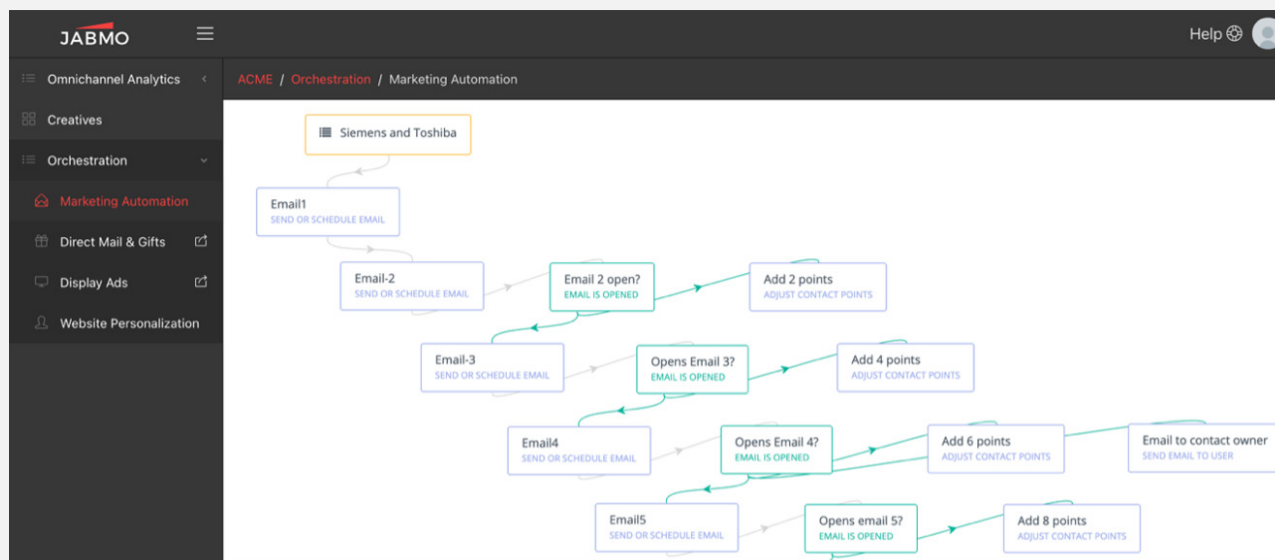 JABMO
Help
Omnichannel Analytics
ACME / Orchestration / Marketing Automation
Creatives
Orchestration
Marketing Automation
Direct Mail & Gifts
Display Ads
Website Personalization
Siemens and Toshiba
Email1
SEND OR SCHEDULE EMAIL
Email-2
SEND OR SCHEDULE EMAIL
Email 2 open?
EMAIL IS OPENED
Add 2 points
ADJUST CONTACT POINTS
Email-3
SEND OR SCHEDULE EMAIL
Opens Email 3?
EMAIL IS OPENED
Add 4 points
ADJUST CONTACT POINTS
Email4
SEND OR SCHEDULE EMAIL
Opens Email 4?
EMAIL IS OPENED
Add 6 points
ADJUST CONTACT POINTS
Email to contact owner
SEND EMAIL TO USER
Email5
SEND OR SCHEDULE EMAIL
Opens email 5?
EMAIL IS OPENED
Add 8 points
ADJUST CONTACT POINTS